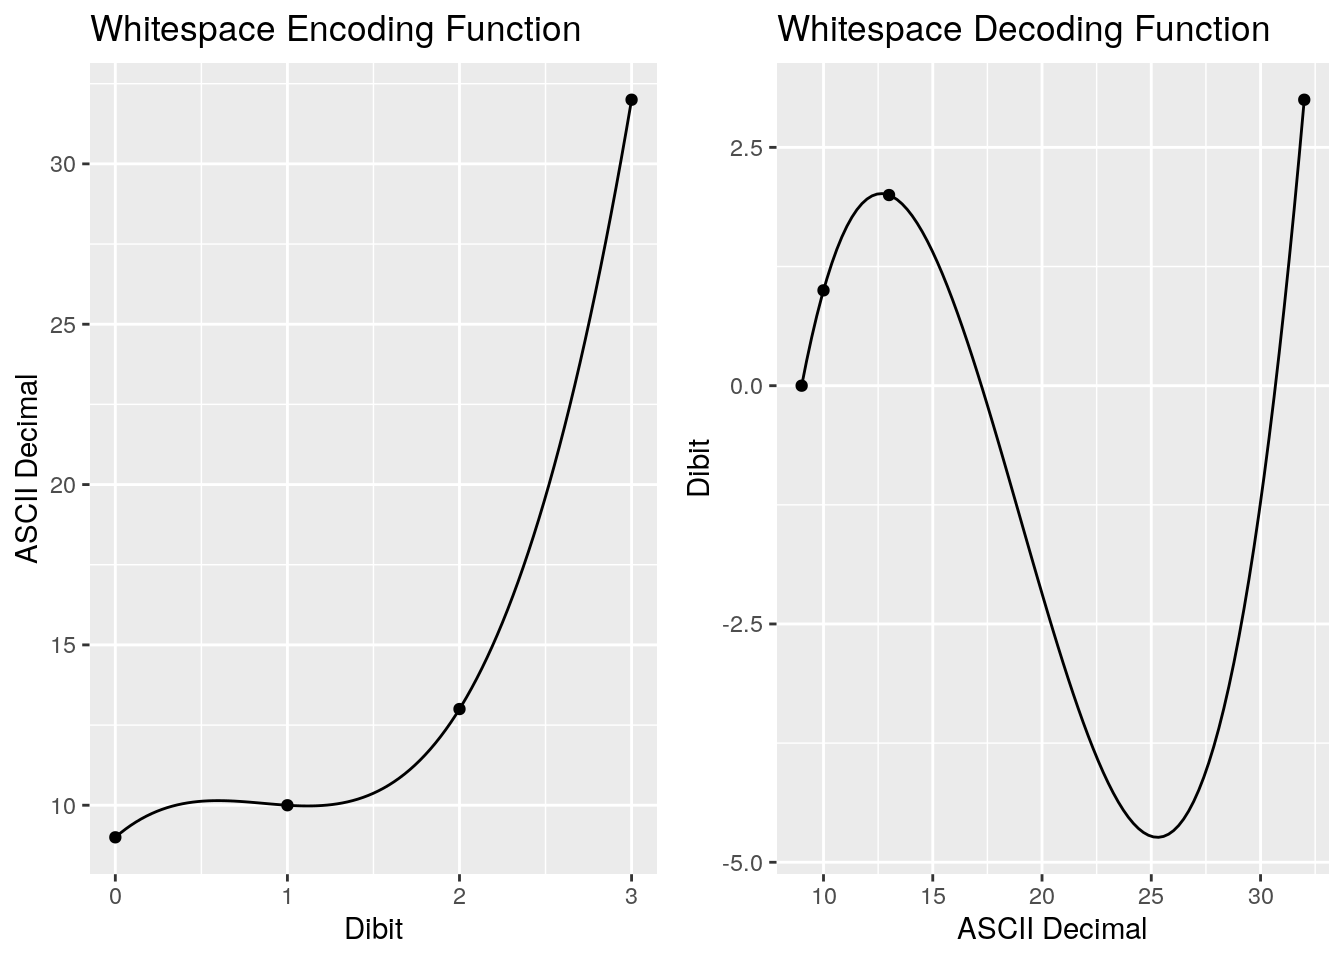 Whitespace Encoding Function
30
25
20
15
10
0 1 2 3
Dibit
ASCII Decimal
Whitespace Decoding Function
2.5
0.0
-2.5
-5.0
10 15 20 25 30
ASCII Decimal
Dibit